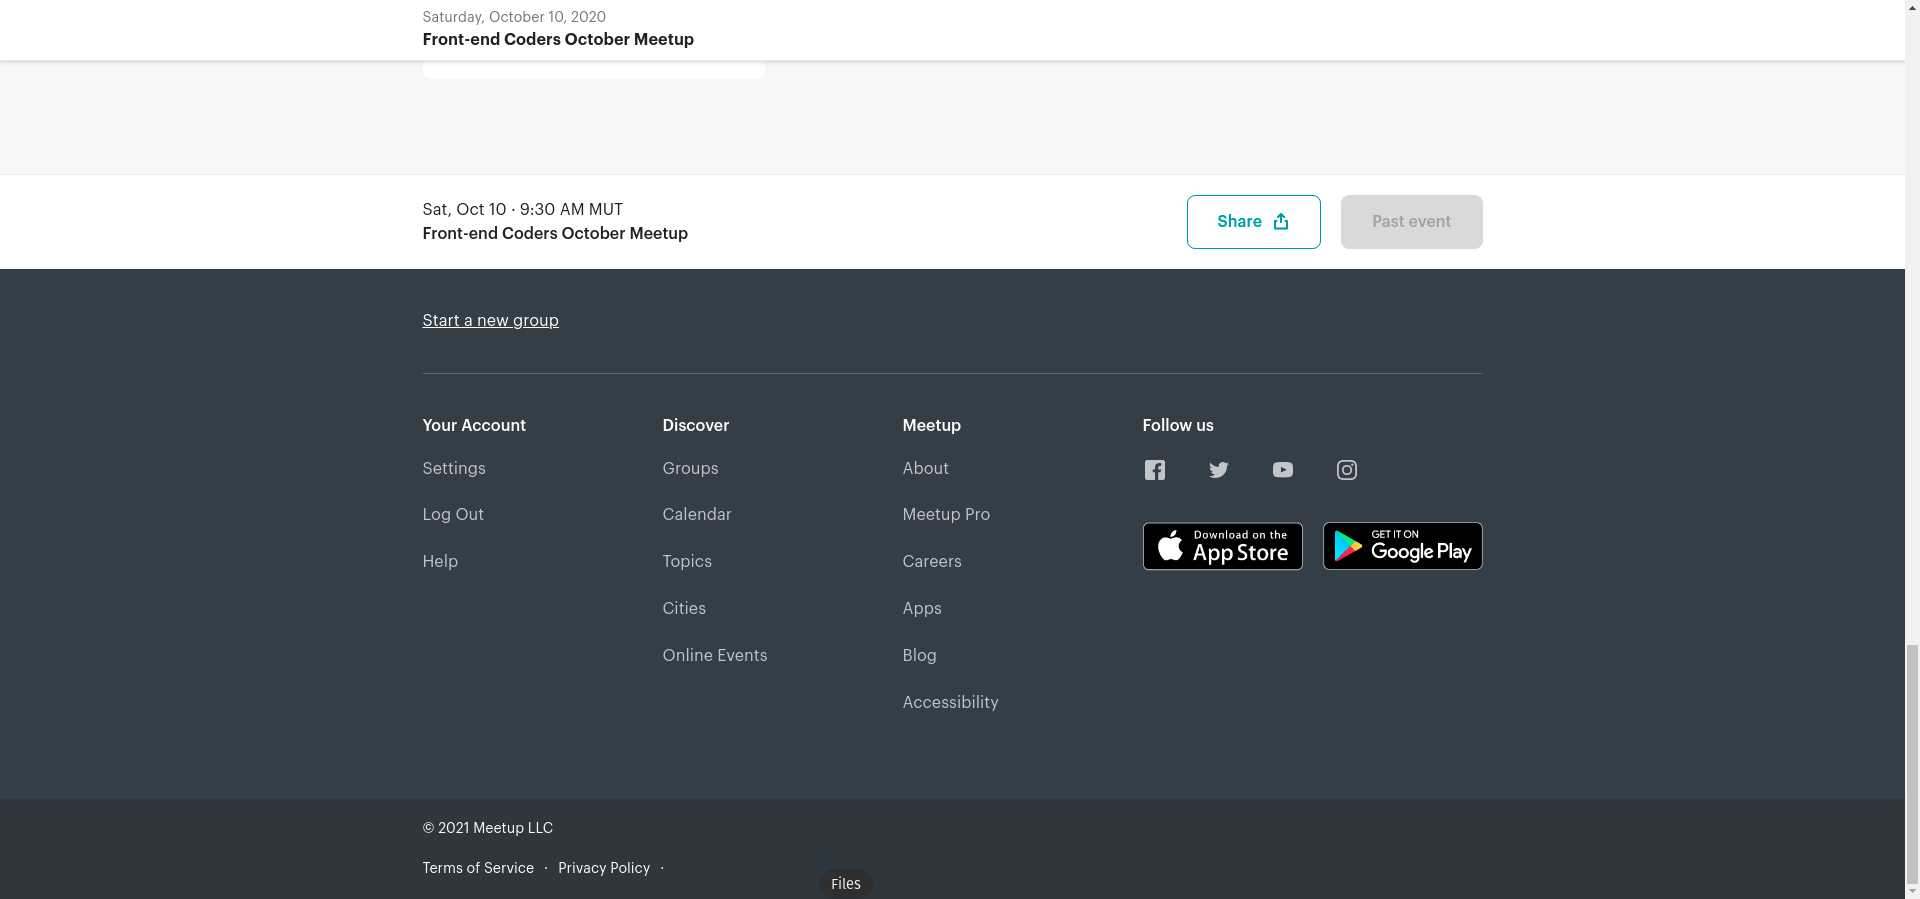 Saturday, October 10, 2020
Front-end Coders October Meetup
Sat, Oct 10 · 9:30 AM MUT
Front-end Coders October Meetup
Share
Past event
Start a new group
Your Account
Settings
Log Out
Help
Discover
Groups
Calendar
Topics
Cities
Online Events
Meetup
About
Meetup Pro
Careers
Apps
Blog
Accessibility
Follow us
Download on the
App Store
GET IT ON
Google Play
© 2021 Meetup LLC
Terms of Service · Privacy Policy ·
Files